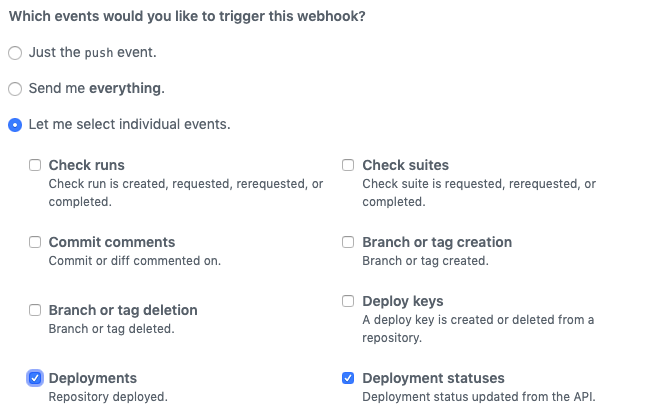 Which events would you like to trigger this webhook?
Just the push event.
Send me everything.
Let me select individual events.
Check runs
Check run is created, requested, rerequested, or
completed.
Check suites
Check suite is requested, rerequested, or
completed.
Commit comments
Commit or diff commented on.
Branch or tag creation
Branch or tag created.
Branch or tag deletion
Branch or tag deleted.
Deploy keys
A deploy key is created or deleted from a
repository.
Deployments
Repository deployed.
Deployment statuses
Deployment status updated from the API.